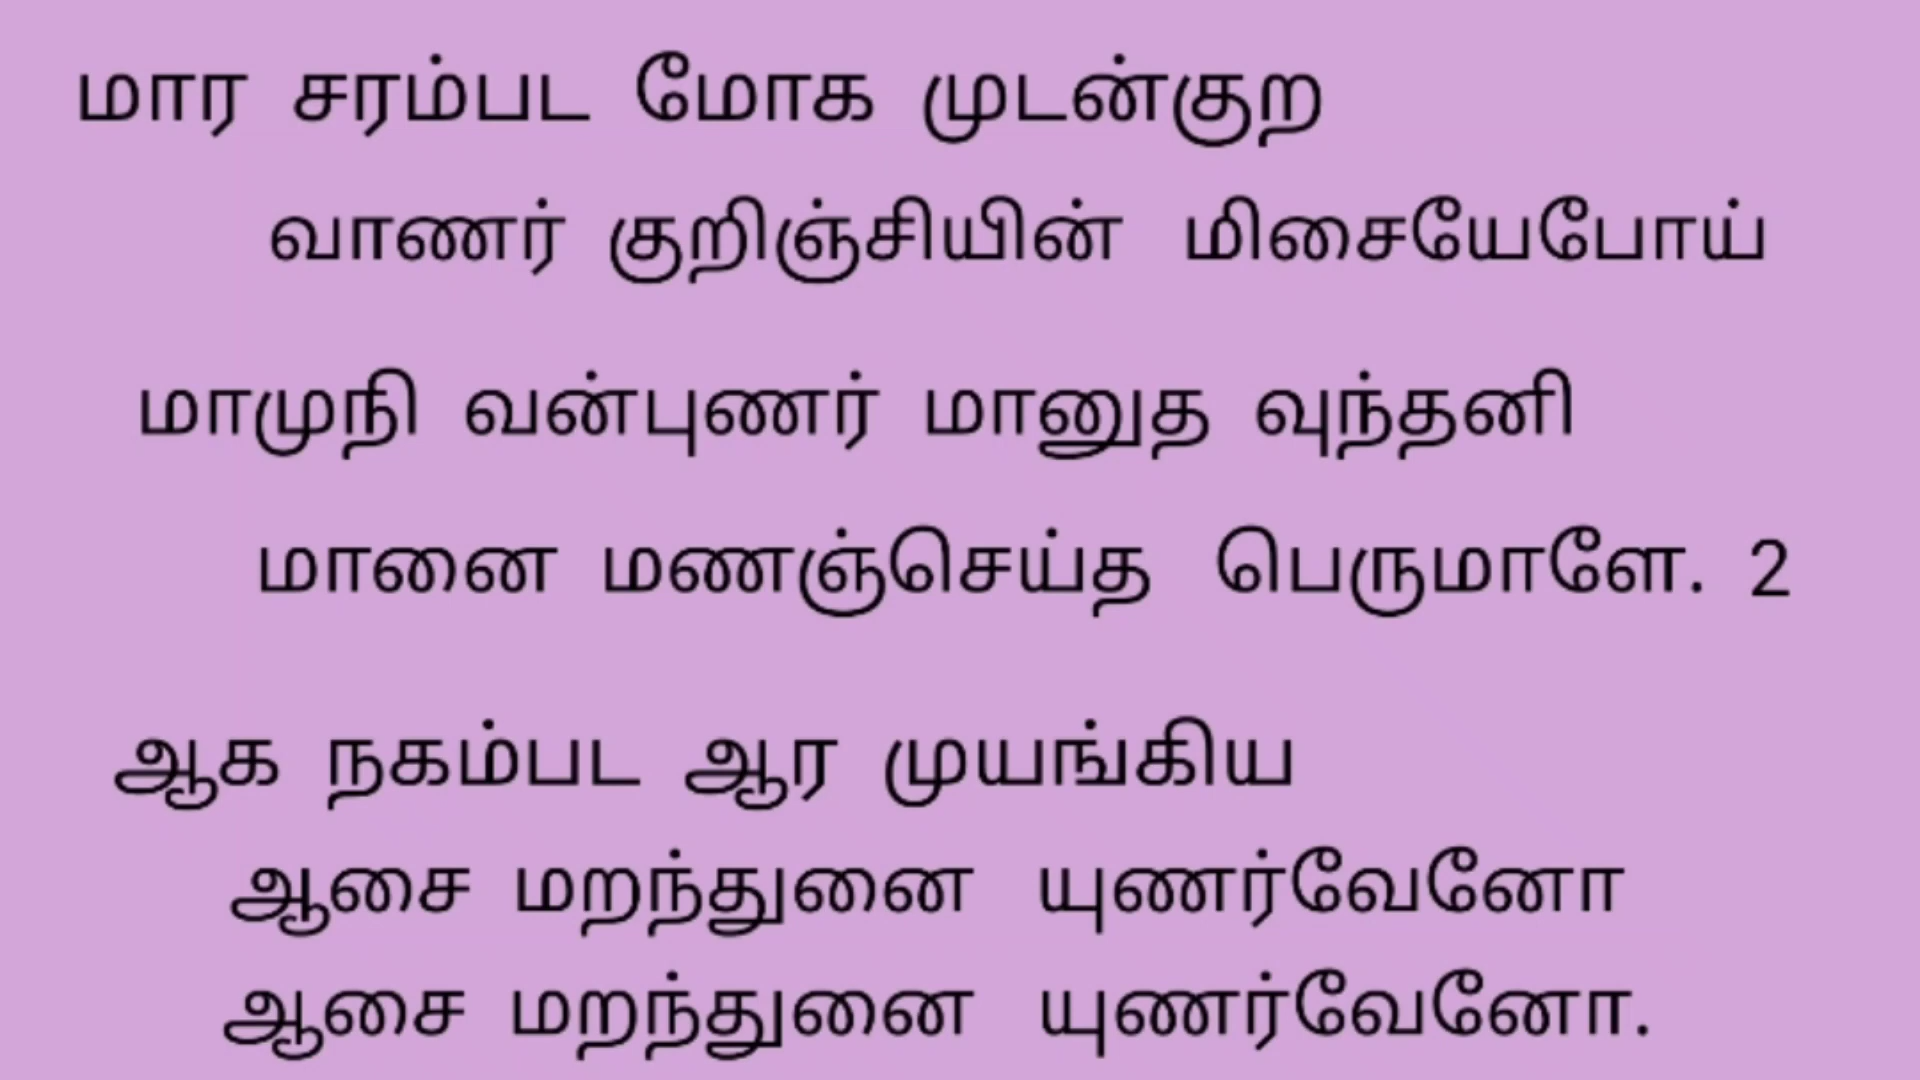 மார சரம்பட மோக முடன்குற
வாணர் குறிஞ்சியின் மிசையேபோய்
மாமுநி வன்புணர் மானுத வுந்தனி
மானை மணஞ்செய்த பெருமாளே. 2
ஆக நகம்பட ஆர முயங்கிய
ஆசை மறந்துனை யுணர்வேனோ
ஆசை மறந்துனை யுணர்வேனோ.